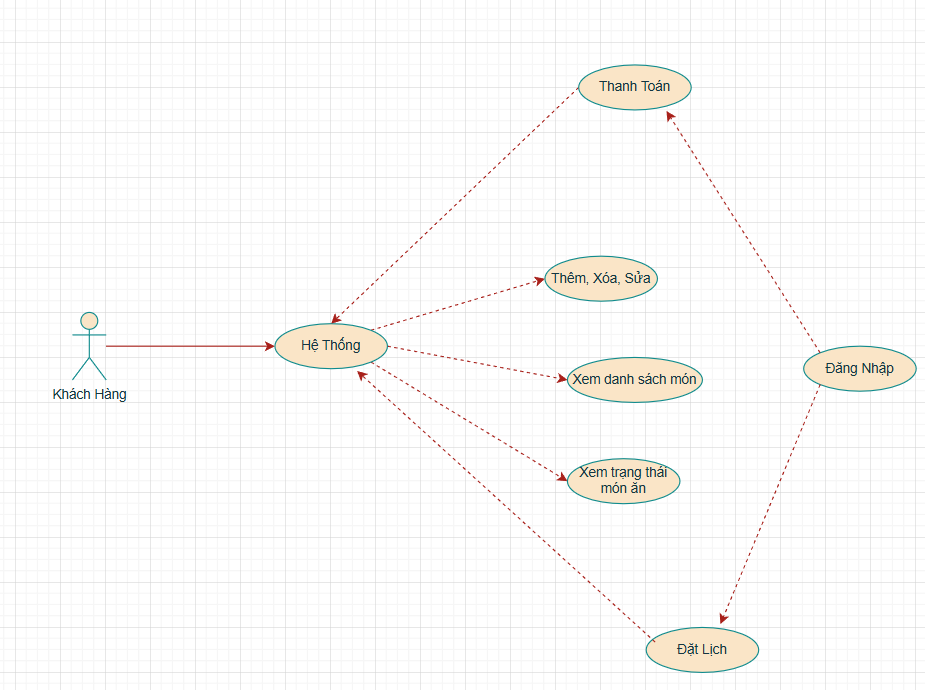 Thanh Toán
Thêm, Xóa, Sửa
Hệ Thống
Đăng Nhập
Xem danh sách món
Khách Hàng
Xem trạng thái
món ăn
Đặt Lịch